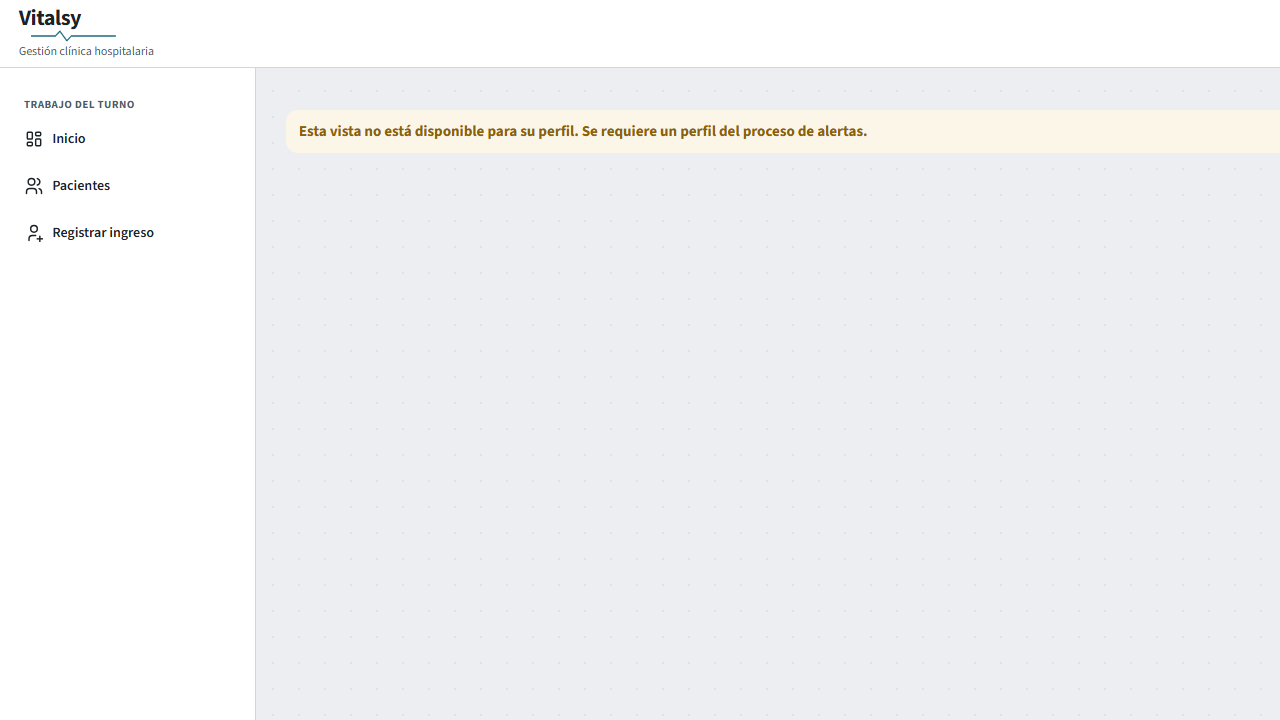 Vitalsy
Gestión clínica hospitalaria
TRABAJO DEL TURNO
Inicio
Pacientes
Registrar ingreso
Esta vista no está disponible para su perfil. Se requiere un perfil del proceso de alertas.